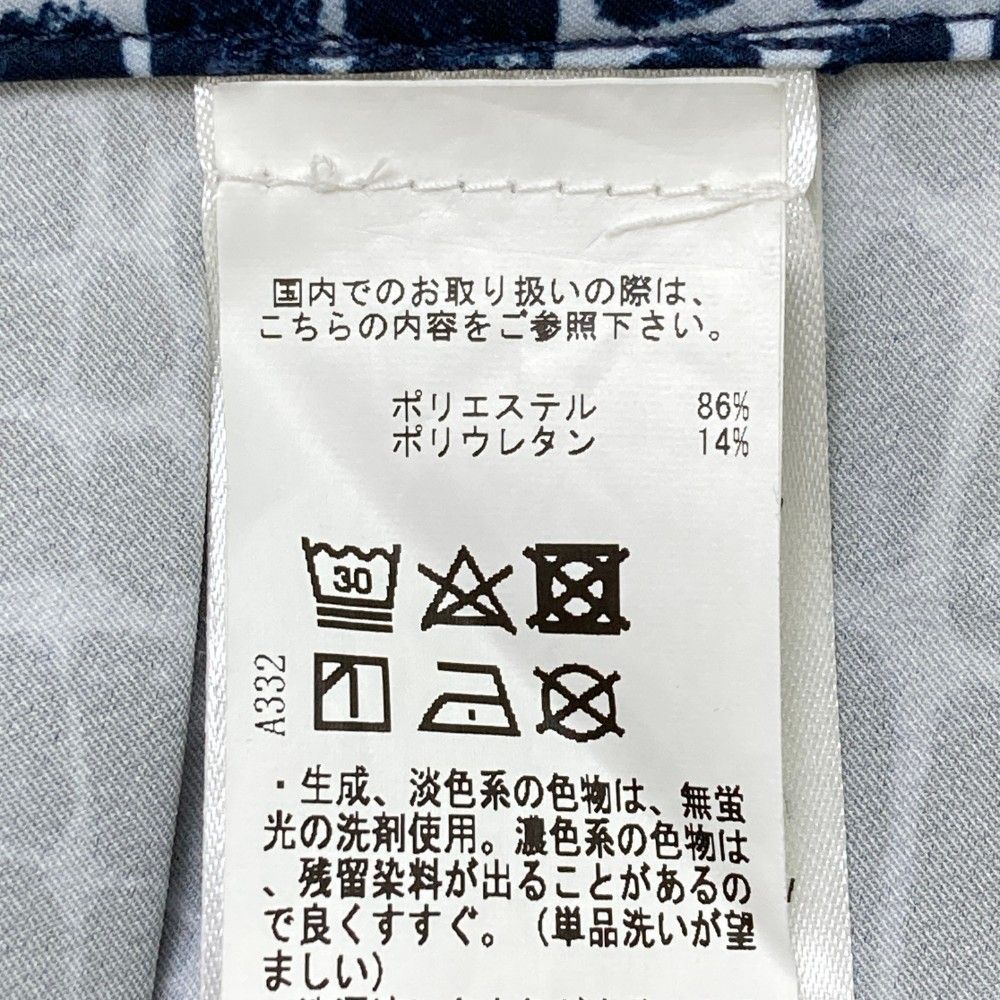 国内でのお取り扱いの際は、
こちらの内容をご参照下さい。
ポリエステル 86%
ポリウレタン 14%
30
A332
・生成、淡色系の色物は、無蛍
光の洗剤使用。濃色系の色物は
、残留染料が出ることがあるの
で良くすすぐ。（単品洗いが望
ましい）